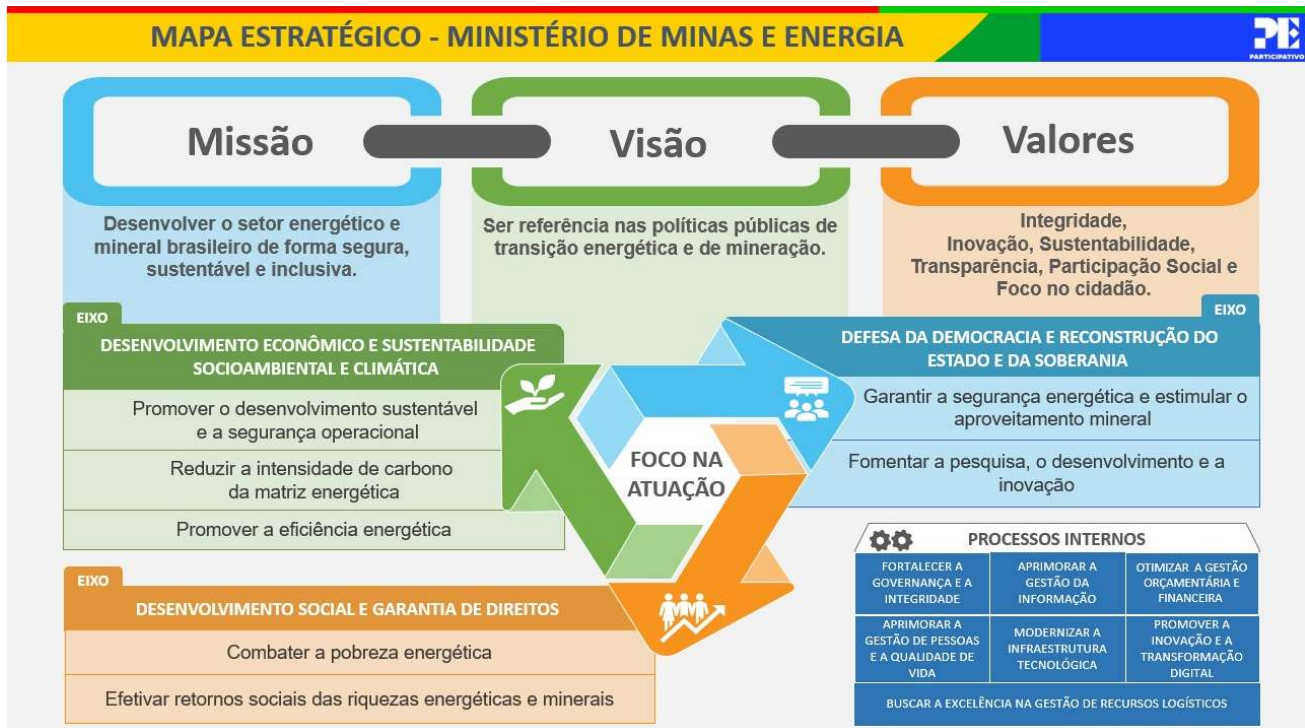 MAPA ESTRATÉGICO - MINISTÉRIO DE MINAS E ENERGIA
PE
PARTICIPATIVO
Missão
Visão
Valores
Desenvolver o setor energético e
mineral brasileiro de forma segura,
sustentável e inclusiva.
Ser referência nas políticas públicas de
transição energética e de mineração.
Integridade,
Inovação, Sustentabilidade,
Transparência, Participação Social e
Foco no cidadão.
EIXO
DESENVOLVIMENTO ECONÔMICO E SUSTENTABILIDADE
SOCIOAMBIENTAL E CLIMÁTICA
Promover o desenvolvimento sustentável
e a segurança operacional
Reduzir a intensidade de carbono
da matriz energética
Promover a eficiência energética
FOCO NA
ATUAÇÃO
EIXO
DEFESA DA DEMOCRACIA E RECONSTRUÇÃO DO
ESTADO E DA SOBERANIA
Garantir a segurança energética e estimular o
aproveitamento mineral
Fomentar a pesquisa, o desenvolvimento e a
inovação
EIXO
DESENVOLVIMENTO SOCIAL E GARANTIA DE DIREITOS
Combater a pobreza energética
Efetivar retornos sociais das riquezas energéticas e minerais
PROCESSOS INTERNOS
FORTALECER A
GOVERNANÇA E A
INTEGRIDADE
APRIMORAR A
GESTÃO DA
INFORMAÇÃO
OTIMIZAR A GESTÃO
ORÇAMENTÁRIA E
FINANCEIRA
APRIMORAR A
GESTÃO DE PESSOAS
E A QUALIDADE DE
VIDA
MODERNIZAR A
INFRAESTRUTURA
TECNOLÓGICA
PROMOVER A
INOVAÇÃO E A
TRANSFORMAÇÃO
DIGITAL
BUSCAR A EXCELÊNCIA NA GESTÃO DE RECURSOS LOGÍSTICOS